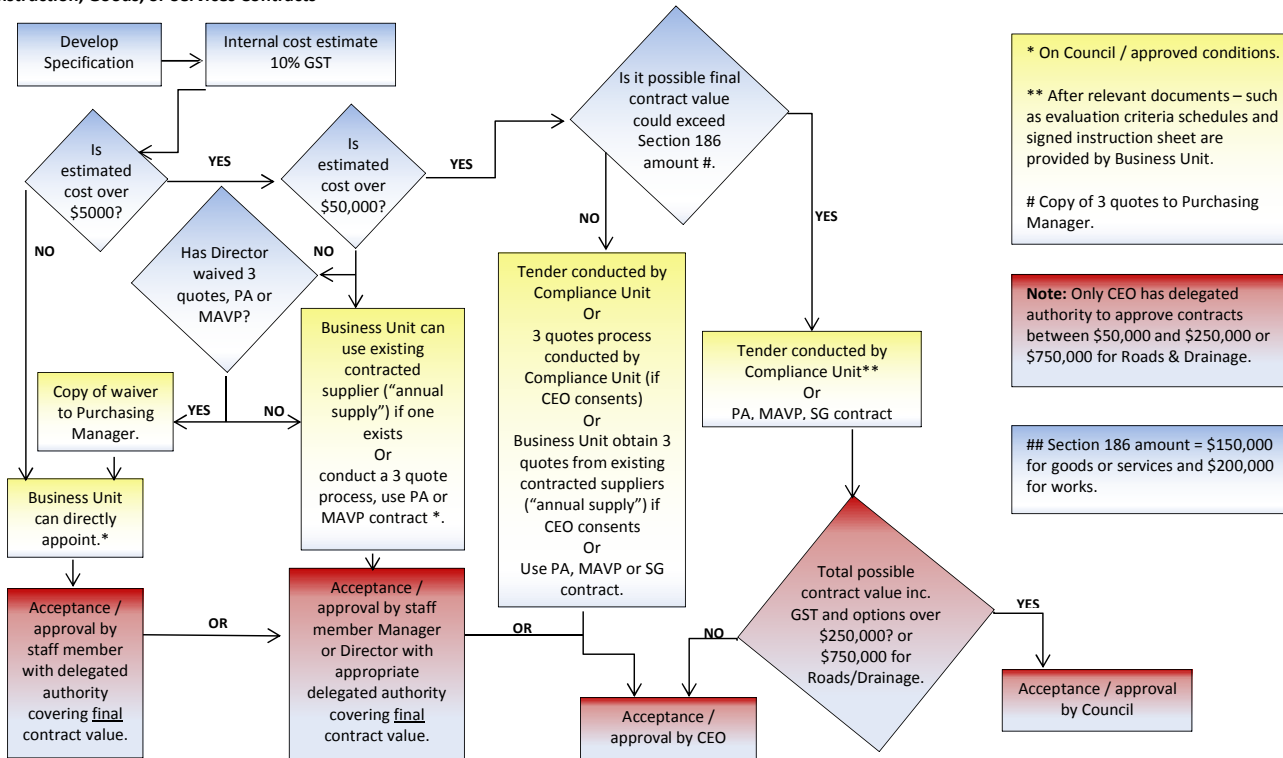 Construction, Goods, or Services Contracts
Develop
Specification
Internal cost estimate
10% GST
Is
estimated
cost over
$5000?
YES
NO
Is
estimated
cost over
$50,000?
YES
NO
Is it possible final
contract value
could exceed
Section 186
amount #.
NO
YES
Has Director
waived 3
quotes, PA or
MAVP?
YES
NO
Copy of waiver
to Purchasing
Manager.
Business Unit
can directly
appoint.*
Business Unit can
use existing
contracted
supplier ("annual
supply") if one
exists
Or
conduct a 3 quote
process, use PA or
MAVP contract *.
Tender conducted by
Compliance Unit
Or
3 quotes process
conducted by
Compliance Unit (if
CEO consents)
Or
Business Unit obtain 3
quotes from existing
contracted suppliers
("annual supply") if
CEO consents
Or
Use PA, MAVP or SG
contract.
Tender conducted by
Compliance Unit**
Or
PA, MAVP, SG contract
Acceptance /
approval by
staff member
with delegated
authority
covering final
contract value.
OR
Acceptance /
approval by staff
member Manager
or Director with
appropriate
delegated authority
covering final
contract value.
OR
Acceptance /
approval by CEO
Total possible
contract value inc.
GST and options over
$250,000? or
$750,000 for
Roads/Drainage.
NO
YES
Acceptance / approval
by Council
* On Council / approved conditions.
** After relevant documents – such
as evaluation criteria schedules and
signed instruction sheet are
provided by Business Unit.
# Copy of 3 quotes to Purchasing
Manager.
Note: Only CEO has delegated
authority to approve contracts
between $50,000 and $250,000 or
$750,000 for Roads & Drainage.
## Section 186 amount = $150,000
for goods or services and $200,000
for works.